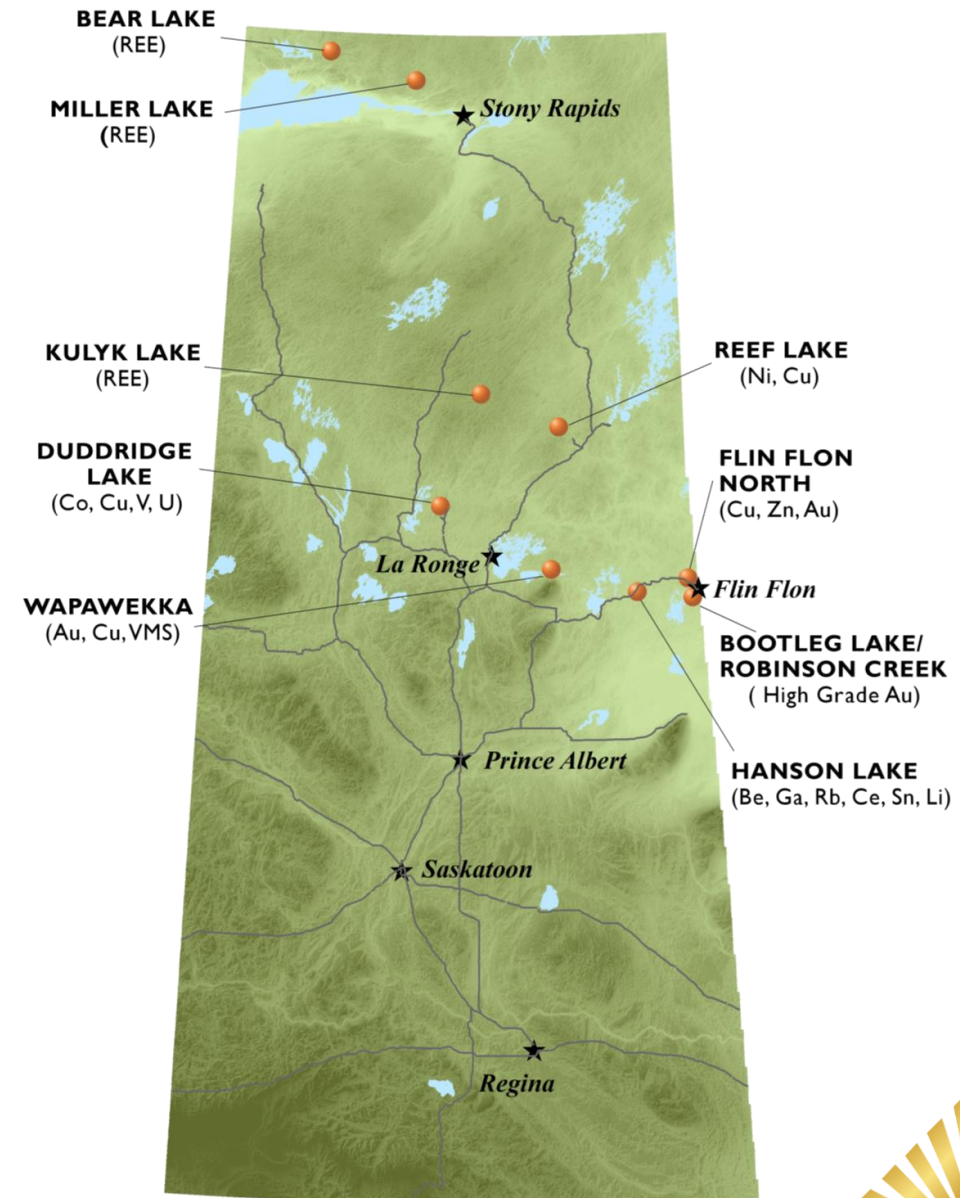 BEAR LAKE
(REE)
MILLER LAKE
(REE)
Stony Rapids
KULYK LAKE
(REE)
REEF LAKE
(Ni, Cu)
DUDDRIDGE
LAKE
(Co, Cu, V, U)
FLIN FLON
NORTH
(Cu, Zn, Au)
La Ronge
Flin Flon
WAPAWEKKA
(Au, Cu, VMS)
BOOTLEG LAKE/
ROBINSON CREEK
( High Grade Au)
Prince Albert
HANSON LAKE
(Be, Ga, Rb, Ce, Sn, Li)
Saskatoon
Regina